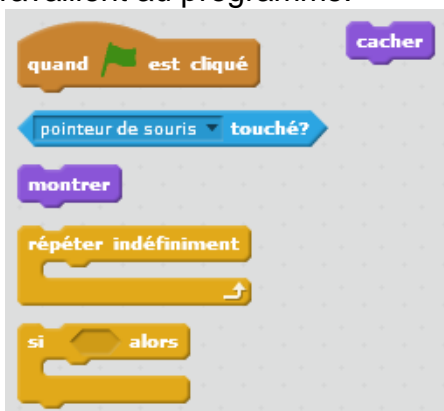 travaillent au programme.
cacher
quand est cliqué
pointeur de souris touché?
montrer
répéter indéfiniment
si alors